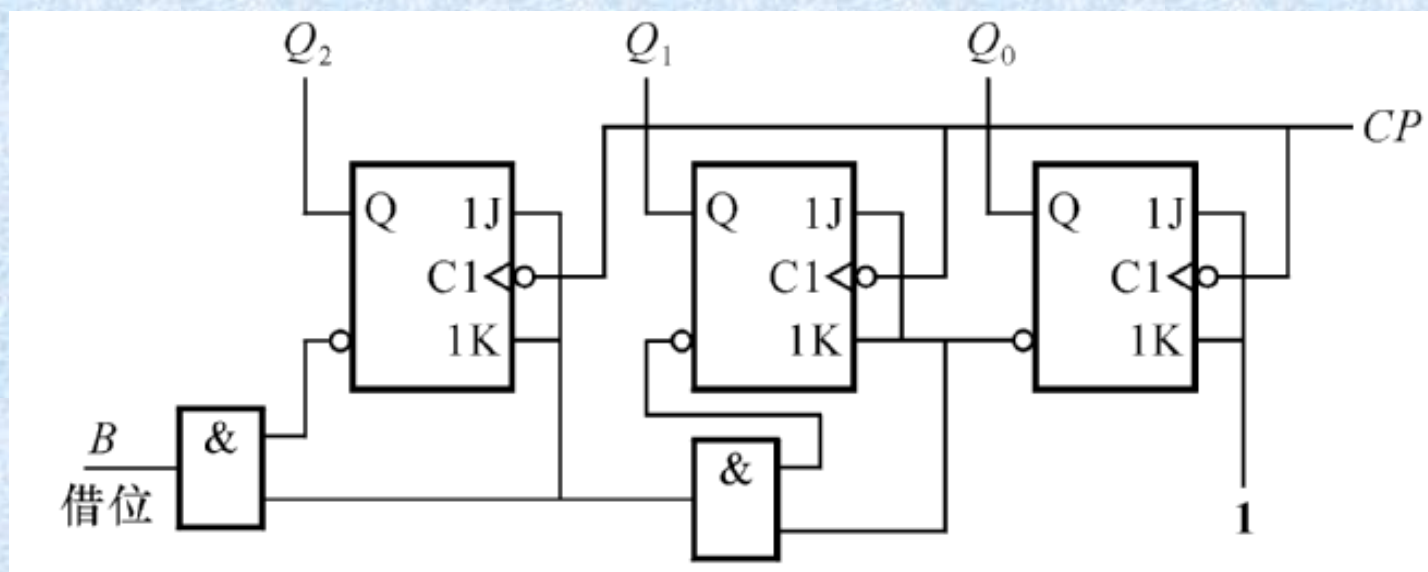 Q₂ Q₁ Q₀
CP
Q 1J Q 1J Q 1J
C1 C1 C1
1K 1K 1K
B & &
借位 1